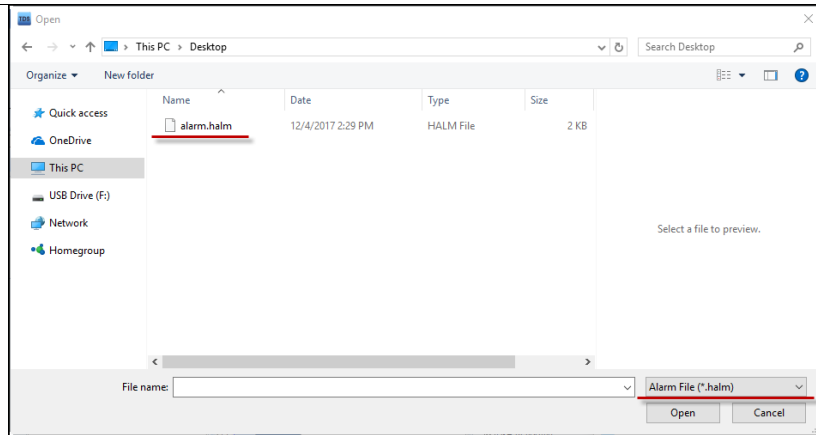 TDS Open
This PC > Desktop
Search Desktop
Organize New folder
Name Date Type Size
Quick access
alarm.halm 12/4/2017 2:29 PM HALM File 2 KB
OneDrive
This PC
USB Drive (F:)
Network
Select a file to preview.
Homegroup
File name: Alarm File (*.halm)
Open Cancel